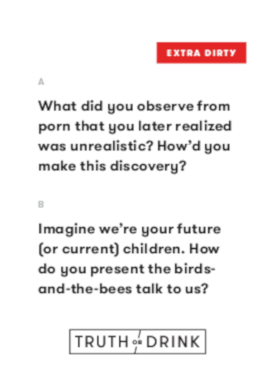 EXTRA DIRTY
A
What did you observe from
porn that you later realized
was unrealistic? How'd you
make this discovery?
B
Imagine we're your future
(or current) children. How
do you present the birds-
and-the-bees talk to us?
TRUTH OR DRINK